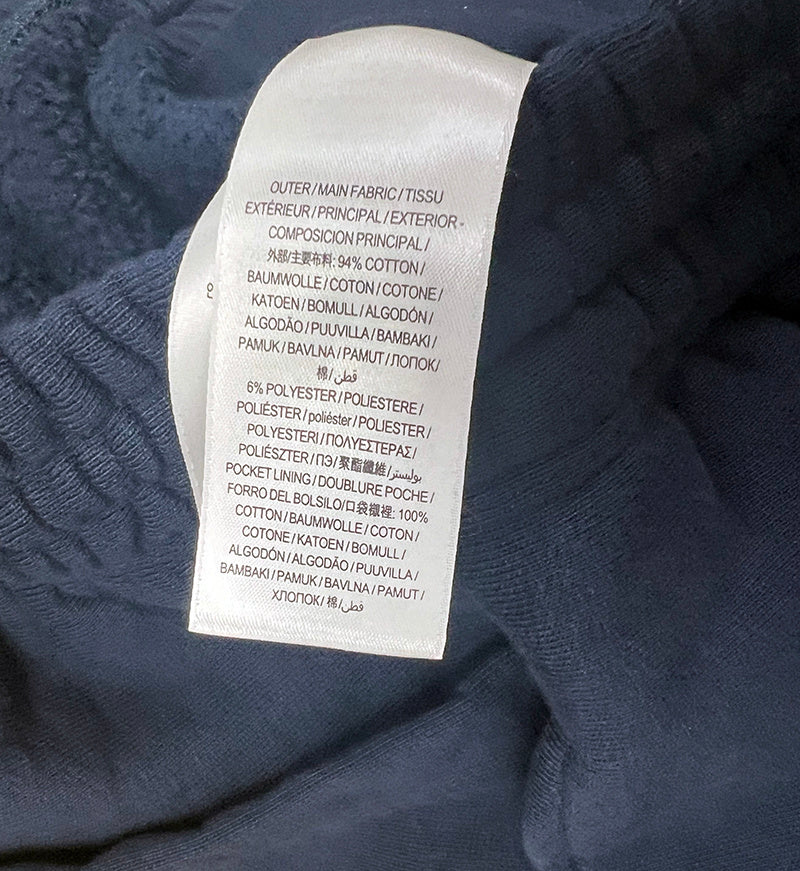 OUTER/MAIN FABRIC/TISSU
EXTÉRIEUR/PRINCIPAL/EXTERIOR-
COMPOSICION PRINCIPAL/
外部/主要布料: 94% COTTON/
BAUMWOLLE/COTON/COTONE/
KATOEN/BOMULL/ALGODÓN/
ALGODÃO/PUUVILLA/BAMBAKI/
PAMUK/BAVLNA/PAMUT/ЛОПОК/
棉/قطن
6% POLYESTER/POLIESTERE/
POLIÉSTER/poliéster/POLIESTER/
POLYESTERI/ΠΟΛΥΕΣΤΕΡΑΣ/
POLIÉSZTER/ПЭ/聚酯纖維/بوليستر
POCKET LINING/DOUBLURE POCHE/
FORRO DEL BOLSILO/口袋襯裡: 100%
COTTON/BAUMWOLLE/COTON/
COTONE/KATOEN/BOMULL/
ALGODÓN/ALGODÃO/PUUVILLA/
BAMBAKI/PAMUK/BAVLNA/PAMUT/
ХЛОПОК/棉/قطن